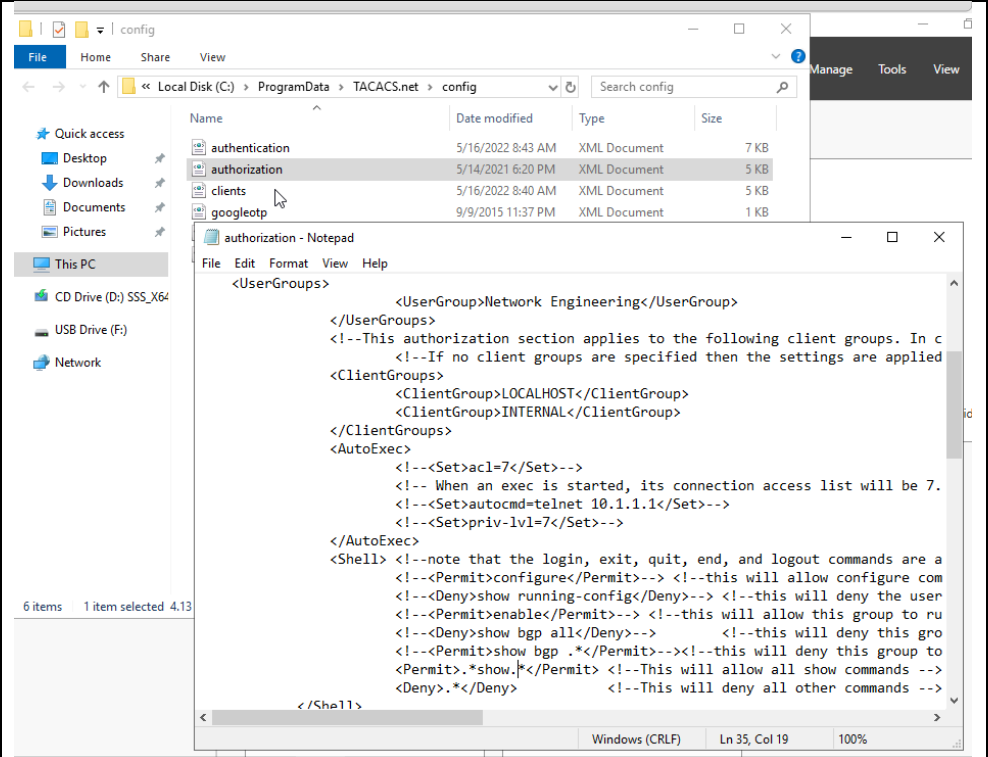 config
File Home Share View
Manage Tools View
« Local Disk (C:) > ProgramData > TACACS.net > config
Search config
Name Date modified Type Size
Quick access
Desktop
Downloads
Documents
Pictures
This PC
CD Drive (D:) SSS_X64
USB Drive (F:)
Network
authentication 5/16/2022 8:43 AM XML Document 7 KB
authorization 5/14/2021 6:20 PM XML Document 5 KB
clients 5/16/2022 8:40 AM XML Document 5 KB
googleotp 9/9/2015 11:37 PM XML Document 1 KB
6 items 1 item selected 4.13
authorization - Notepad
File Edit Format View Help
<UserGroups>
<UserGroup>Network Engineering</UserGroup>
</UserGroups>
<!--This authorization section applies to the following client groups. In c
<!--If no client groups are specified then the settings are applied
<ClientGroups>
<ClientGroup>LOCALHOST</ClientGroup>
<ClientGroup>INTERNAL</ClientGroup>
</ClientGroups>
<AutoExec>
<!--<Set>acl=7</Set>-->
<!-- When an exec is started, its connection access list will be 7.
<!--<Set>autocmd=telnet 10.1.1.1</Set>-->
<!--<Set>priv-lvl=7</Set>-->
</AutoExec>
<Shell> <!--note that the login, exit, quit, end, and logout commands are a
<!--<Permit>configure</Permit>--> <!--this will allow configure com
<!--<Deny>show running-config</Deny>--> <!--this will deny the user
<!--<Permit>enable</Permit>--> <!--this will allow this group to ru
<!--<Deny>show bgp all</Deny>--> <!--this will deny this gro
<!--<Permit>show bgp .*</Permit>--><!--this will deny this group to
<Permit>.*show.*</Permit> <!--This will allow all show commands -->
<Deny>.*</Deny> <!--This will deny all other commands -->
</Shell>
Windows (CRLF) Ln 35, Col 19 100%